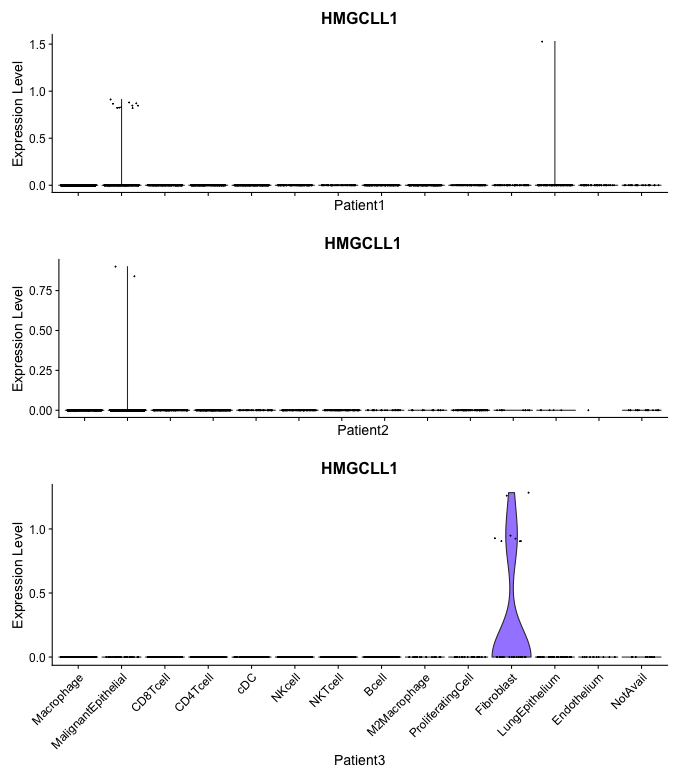 HMGCLL1
Expression Level
1.5
1.0
0.5
0.0
Patient1
HMGCLL1
Expression Level
0.75
0.50
0.25
0.00
Patient2
HMGCLL1
Expression Level
1.0
0.5
0.0
Macrophage
MalignantEpithelial
CD8Tcell
CD4Tcell
cDC
NKcell
NKTcell
Bcell
M2Macrophage
ProliferatingCell
Fibroblast
LungEpithelium
Endothelium
NotAvail
Patient3